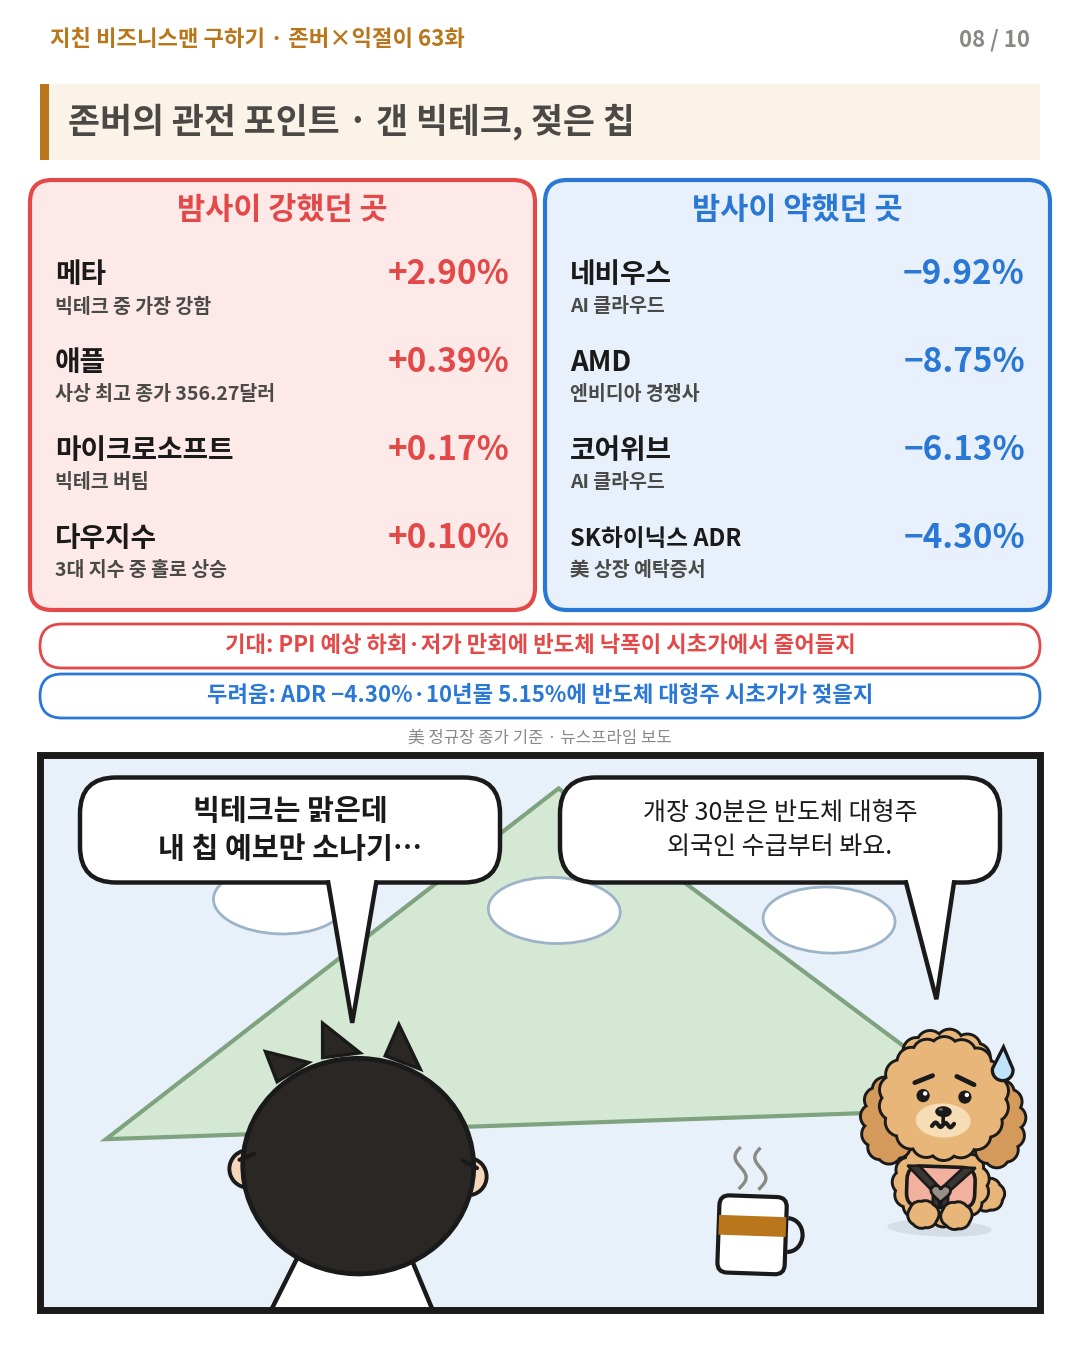 지친 비즈니스맨 구하기 · 존버×익절이 63화
08 / 10
존버의 관전 포인트 · 갠 빅테크, 젖은 칩
밤사이 강했던 곳
메타 +2.90%
빅테크 중 가장 강함
애플 +0.39%
사상 최고 종가 356.27달러
마이크로소프트 +0.17%
빅테크 버팀
다우지수 +0.10%
3대 지수 중 홀로 상승
밤사이 약했던 곳
네비우스 −9.92%
AI 클라우드
AMD −8.75%
엔비디아 경쟁사
코어위브 −6.13%
AI 클라우드
SK하이닉스 ADR −4.30%
美 상장 예탁증서
기대: PPI 예상 하회·저가 만회에 반도체 낙폭이 시초가에서 줄어들지
두려움: ADR −4.30%·10년물 5.15%에 반도체 대형주 시초가가 젖을지
美 정규장 종가 기준 · 뉴스프라임 보도
빅테크는 맑은데
내 칩 예보만 소나기…
개장 30분은 반도체 대형주
외국인 수급부터 봐요.